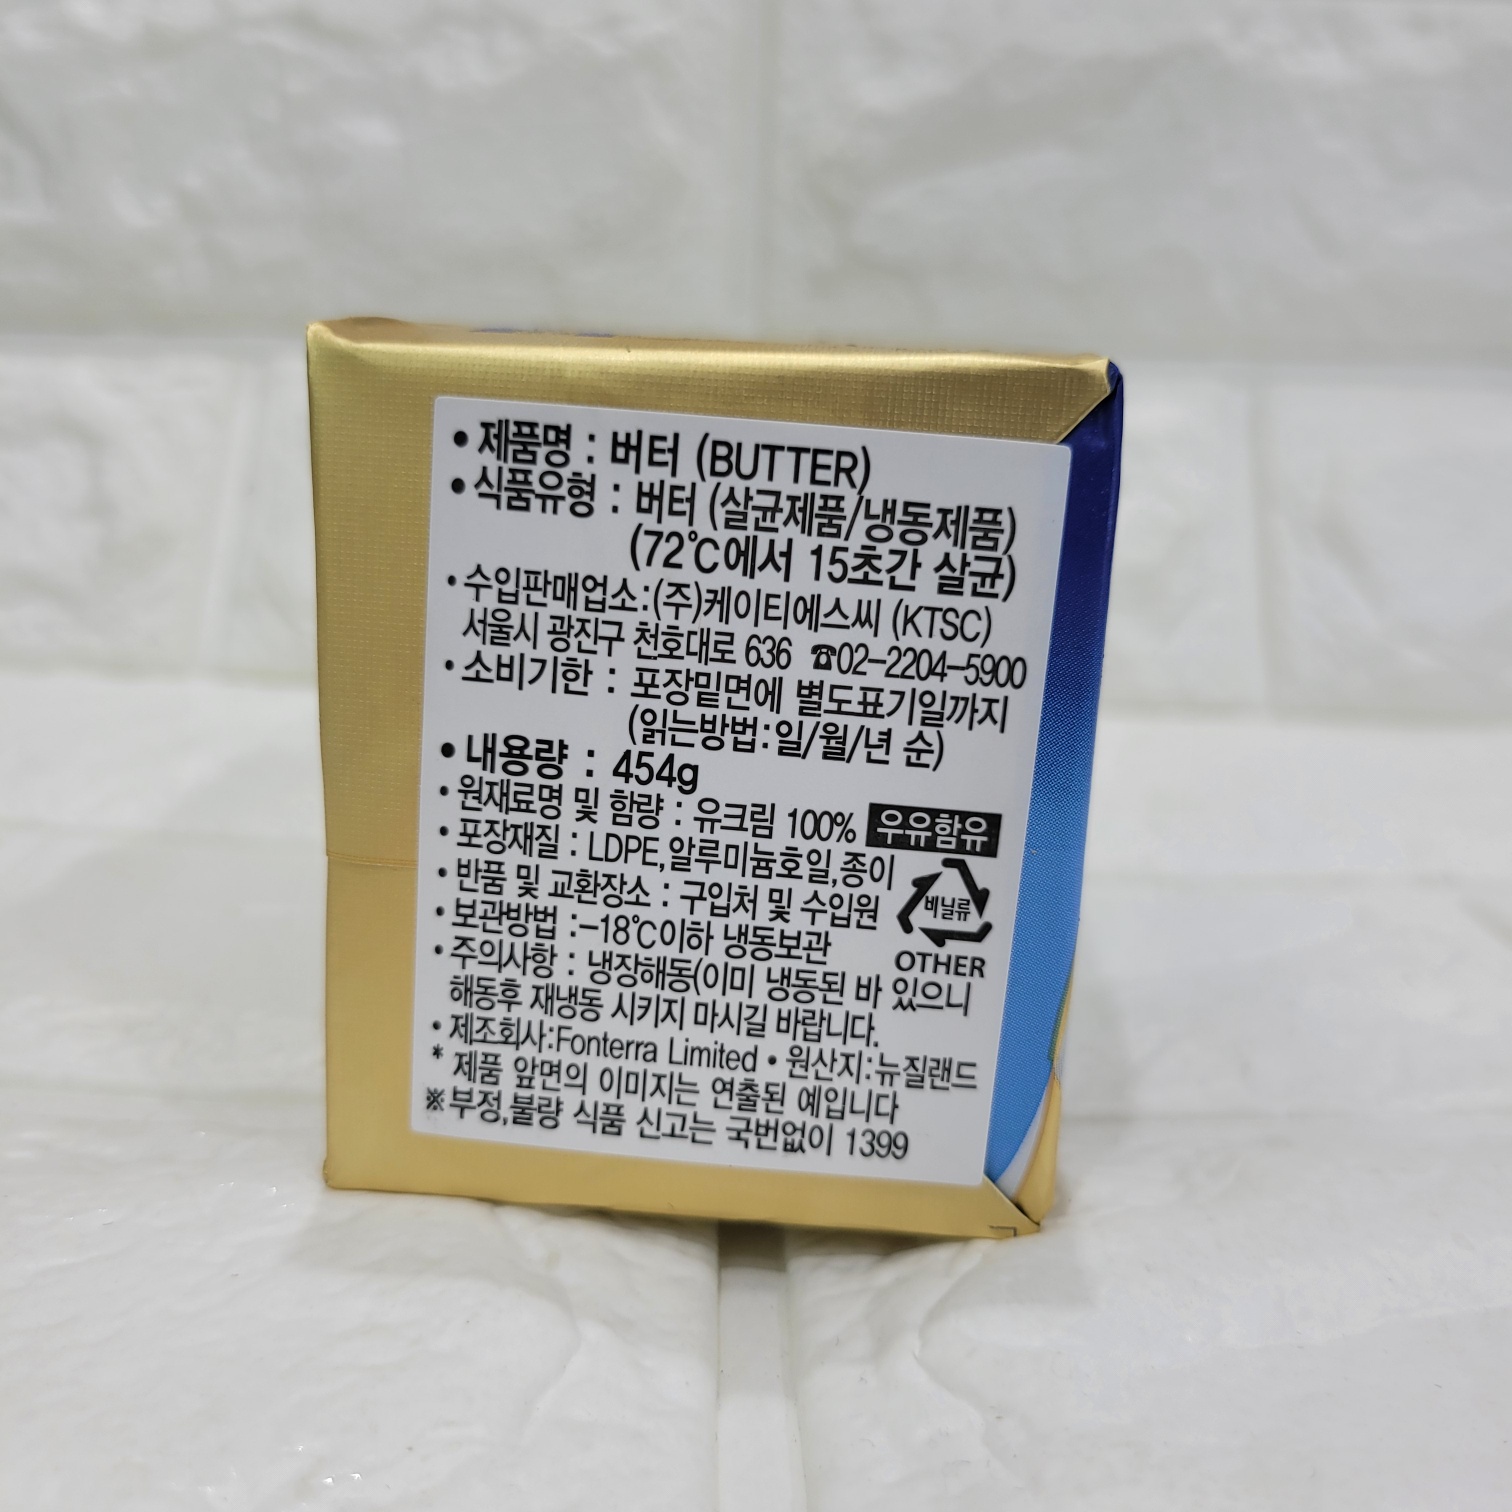 • 제품명 : 버터 (BUTTER)
• 식품유형 : 버터 (살균제품/냉동제품)
(72℃에서 15초간 살균)
• 수입판매업소:(주)케이티에스씨 (KTSC)
서울시 광진구 천호대로 636 ☎02-2204-5900
• 소비기한 : 포장밑면에 별도표기일까지
(읽는방법:일/월/년 순)
• 내용량 : 454g
• 원재료명 및 함량 : 유크림 100% 우유함유
• 포장재질 : LDPE,알루미늄호일,종이
• 반품 및 교환장소 : 구입처 및 수입원
비닐류
OTHER
• 보관방법 :-18℃이하 냉동보관
• 주의사항 : 냉장해동(이미 냉동된 바 있으니
해동후 재냉동 시키지 마시길 바랍니다.
• 제조회사:Fonterra Limited • 원산지:뉴질랜드
* 제품 앞면의 이미지는 연출된 예입니다
※부정,불량 식품 신고는 국번없이 1399